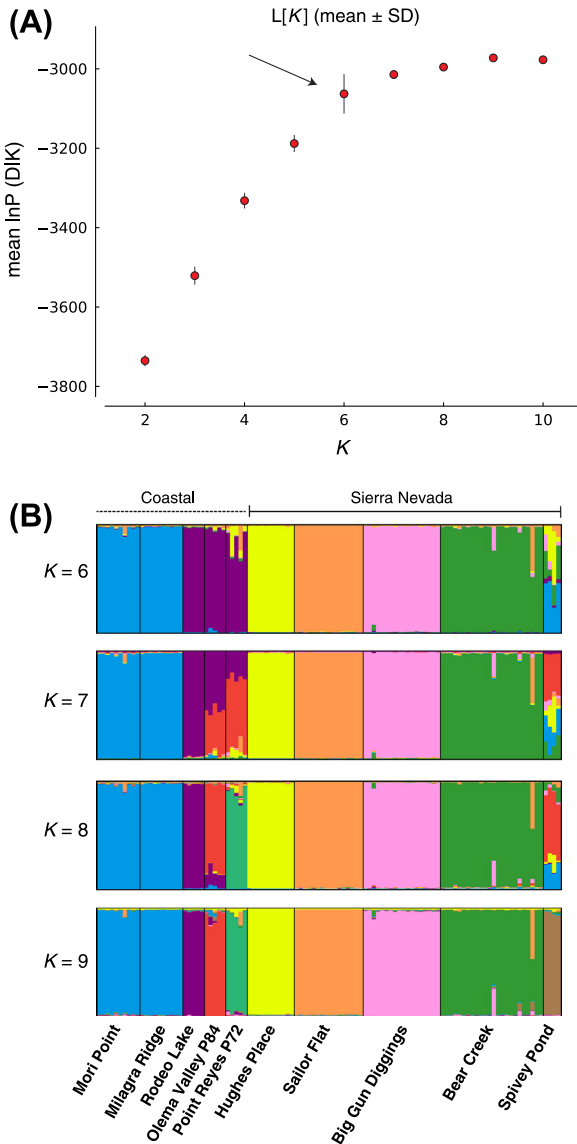 (A)
L[K] (mean ± SD)
mean lnP (D|K)
−3000
−3200
−3400
−3600
−3800
2 4 6 8 10
K
(B)
Coastal Sierra Nevada
K = 6
K = 7
K = 8
K = 9
Mori Point
Milagra Ridge
Rodeo Lake
Olema Valley P84
Point Reyes P72
Hughes Place
Sailor Flat
Big Gun Diggings
Bear Creek
Spivey Pond